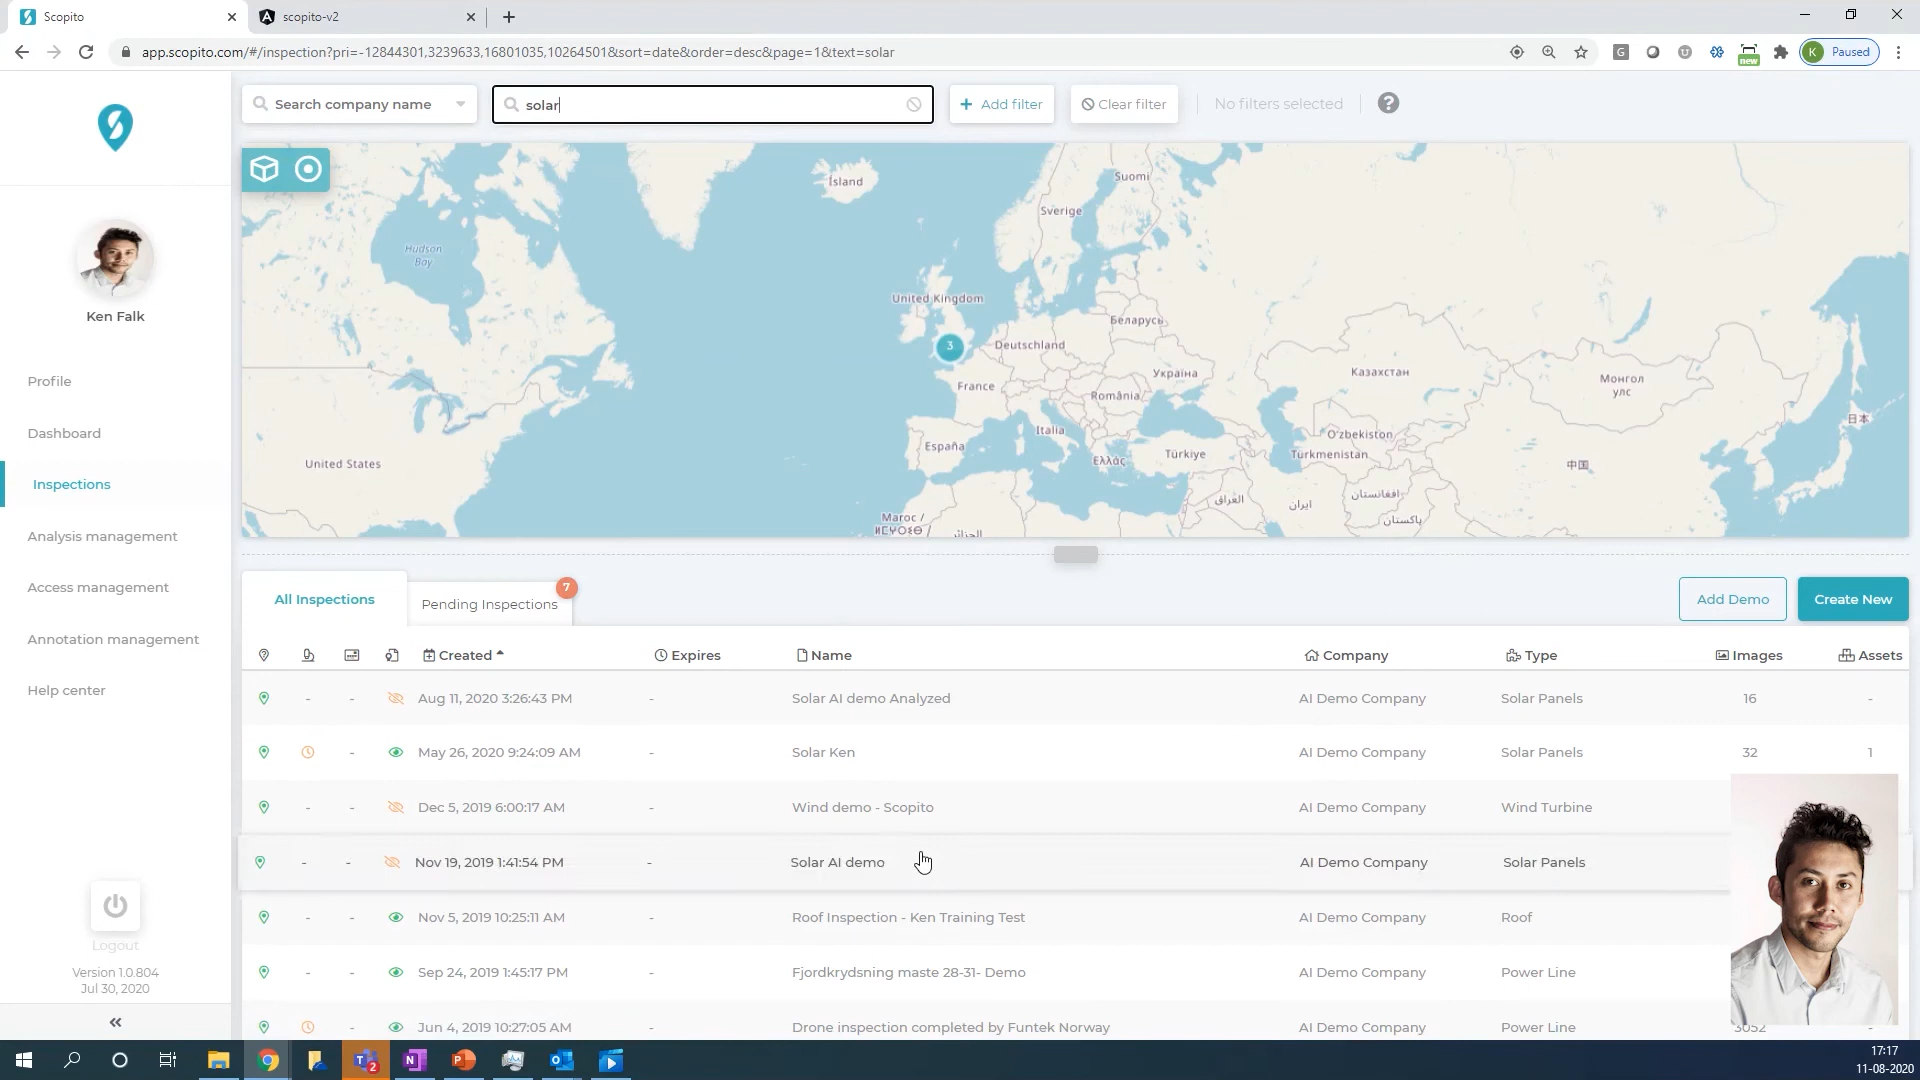 Scopito
scopito-v2
app.scopito.com/#/inspection?pri=-12844301,3239633,16801035,10264501&sort=date&order=desc&page=1&text=solar
new
K Paused
Search company name
solar
+ Add filter
Clear filter
No filters selected
?
Ken Falk
Profile
Dashboard
Inspections
Analysis management
Access management
Annotation management
Help center
Logout
Version 1.0.804
Jul 30, 2020
«
Ísland
Suomi
Sverige
Hudson
Bay
United Kingdom
Беларусь
3
Deutschland
France
Україна
Казахстан
Монгол
улс
România
日本
Italia
O'zbekiston
España
Türkiye
Turkmenistan
Ελλάς
United States
中国
العراق
ایران
افغانستان
Maroc /
پاکستان
الجزائر
All Inspections
Pending Inspections
7
Add Demo
Create New
Created
Expires
Name
Company
Type
Images
Assets
- - Aug 11, 2020 3:26:43 PM - Solar AI demo Analyzed AI Demo Company Solar Panels 16 -
- May 26, 2020 9:24:09 AM - Solar Ken AI Demo Company Solar Panels 32 1
- - Dec 5, 2019 6:00:17 AM - Wind demo - Scopito AI Demo Company Wind Turbine
- - Nov 19, 2019 1:41:54 PM - Solar AI demo AI Demo Company Solar Panels
- - Nov 5, 2019 10:25:11 AM - Roof Inspection - Ken Training Test AI Demo Company Roof
- - Sep 24, 2019 1:45:17 PM - Fjordkrydsning maste 28-31- Demo AI Demo Company Power Line
- Jun 4, 2019 10:27:05 AM - Drone inspection completed by Funtek Norway AI Demo Company Power Line 3052 -
17:17
11-08-2020